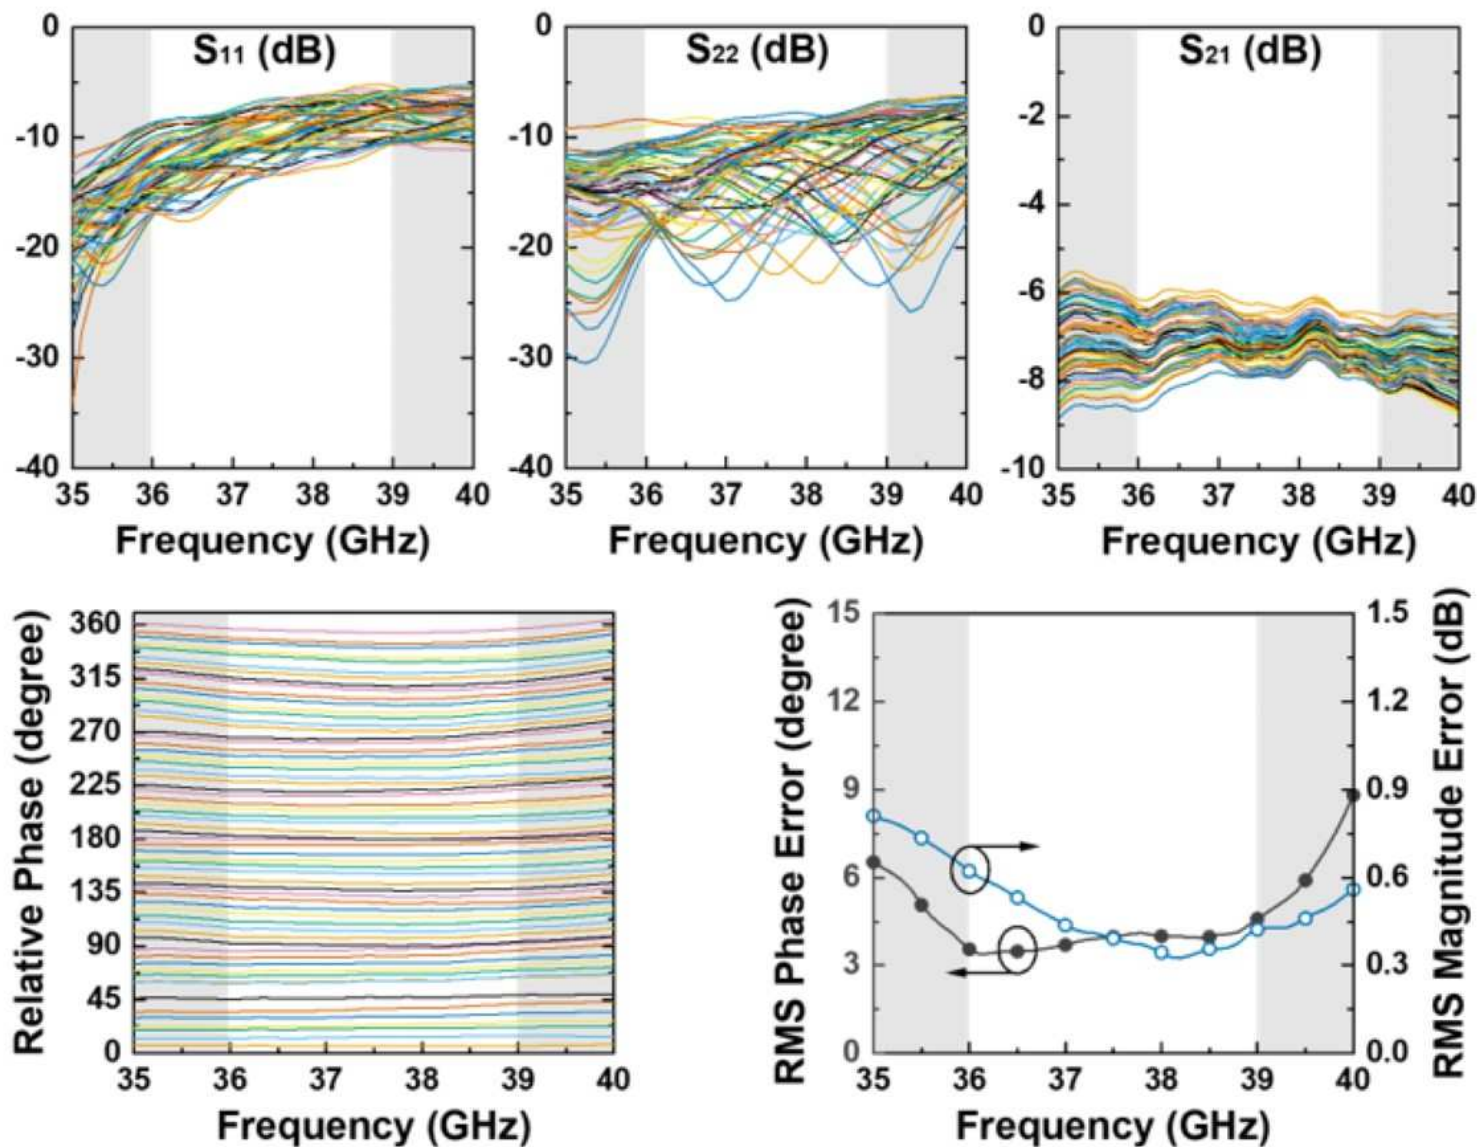 S11 (dB)
0
-10
-20
-30
-40
35 36 37 38 39 40
Frequency (GHz)
S22 (dB)
0
-10
-20
-30
-40
35 36 37 38 39 40
Frequency (GHz)
S21 (dB)
0
-2
-4
-6
-8
-10
35 36 37 38 39 40
Frequency (GHz)
Relative Phase (degree)
360
315
270
225
180
135
90
45
0
35 36 37 38 39 40
Frequency (GHz)
RMS Phase Error (degree)
15
12
9
6
3
0
35 36 37 38 39 40
Frequency (GHz)
1.5
1.2
0.9
0.6
0.3
0.0
RMS Magnitude Error (dB)